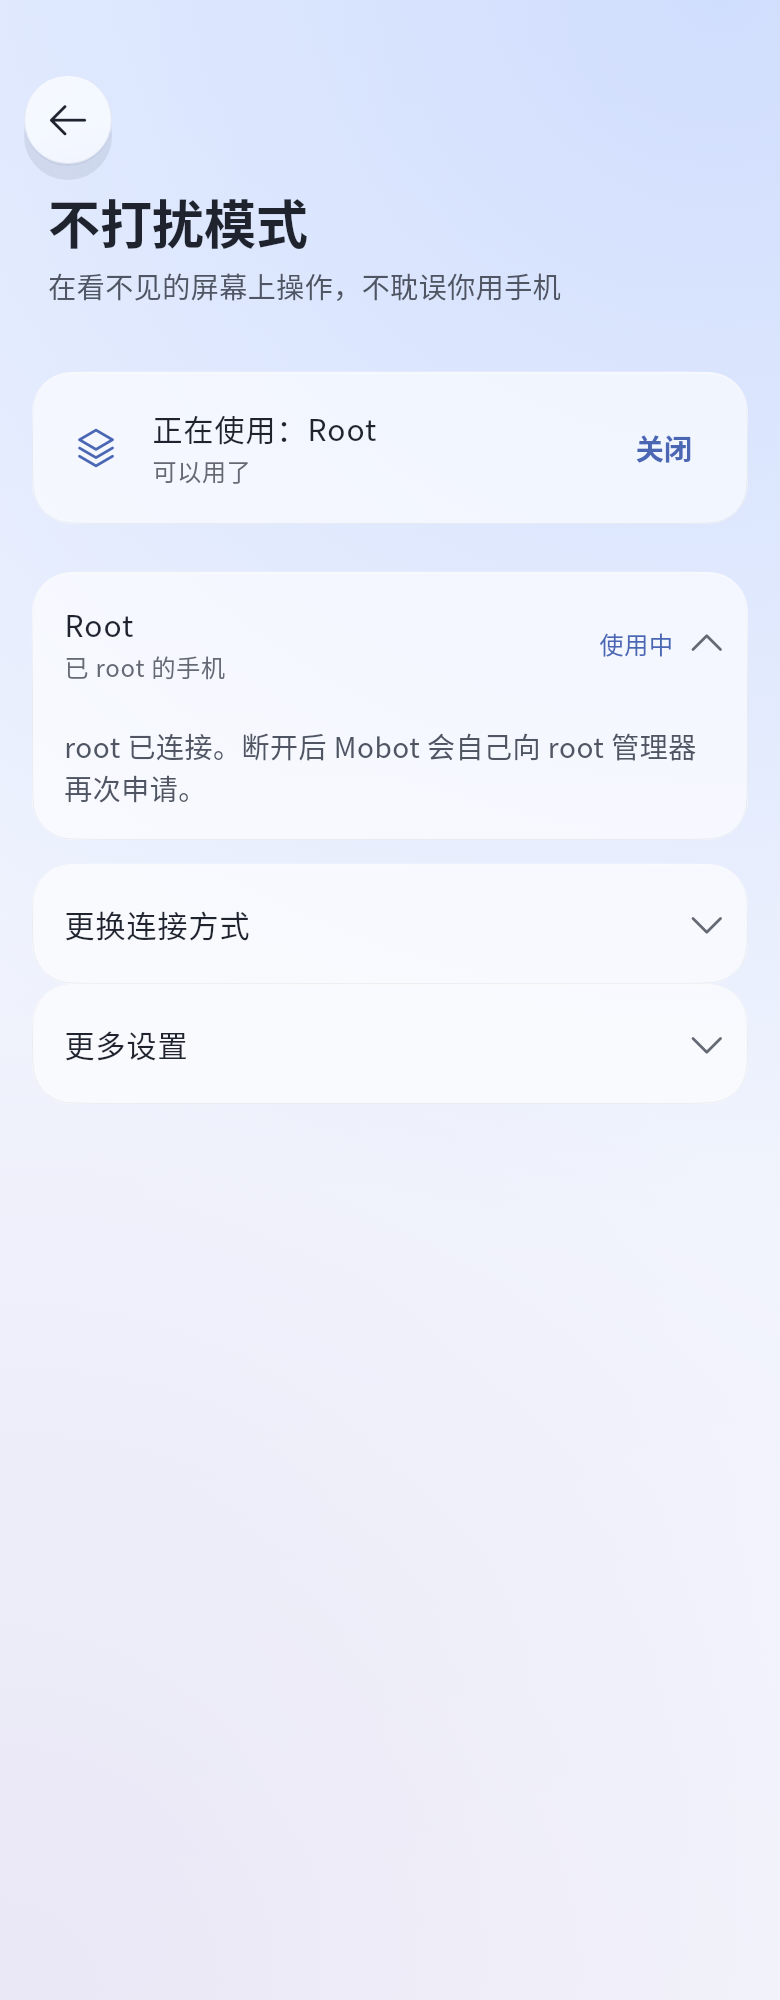 不打扰模式
在看不见的屏幕上操作，不耽误你用手机
正在使用：Root
可以用了
关闭
Root
已 root 的手机
使用中
root 已连接。断开后 Mobot 会自己向 root 管理器
再次申请。
更换连接方式
更多设置